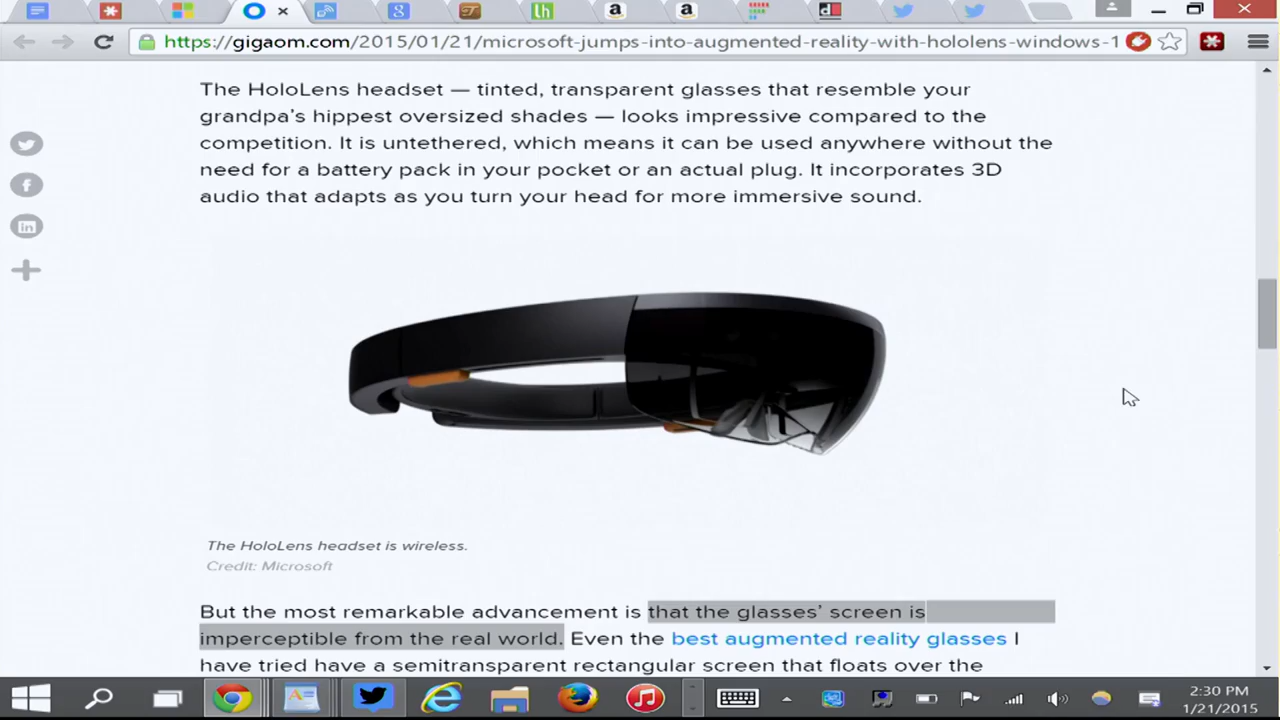 https://gigaom.com/2015/01/21/microsoft-jumps-into-augmented-reality-with-hololens-windows-1
The HoloLens headset — tinted, transparent glasses that resemble your
grandpa’s hippest oversized shades — looks impressive compared to the
competition. It is untethered, which means it can be used anywhere without the
need for a battery pack in your pocket or an actual plug. It incorporates 3D
audio that adapts as you turn your head for more immersive sound.
The HoloLens headset is wireless.
Credit: Microsoft
But the most remarkable advancement is that the glasses’ screen is
imperceptible from the real world. Even the best augmented reality glasses I
have tried have a semitransparent rectangular screen that floats over the
2:30 PM
1/21/2015